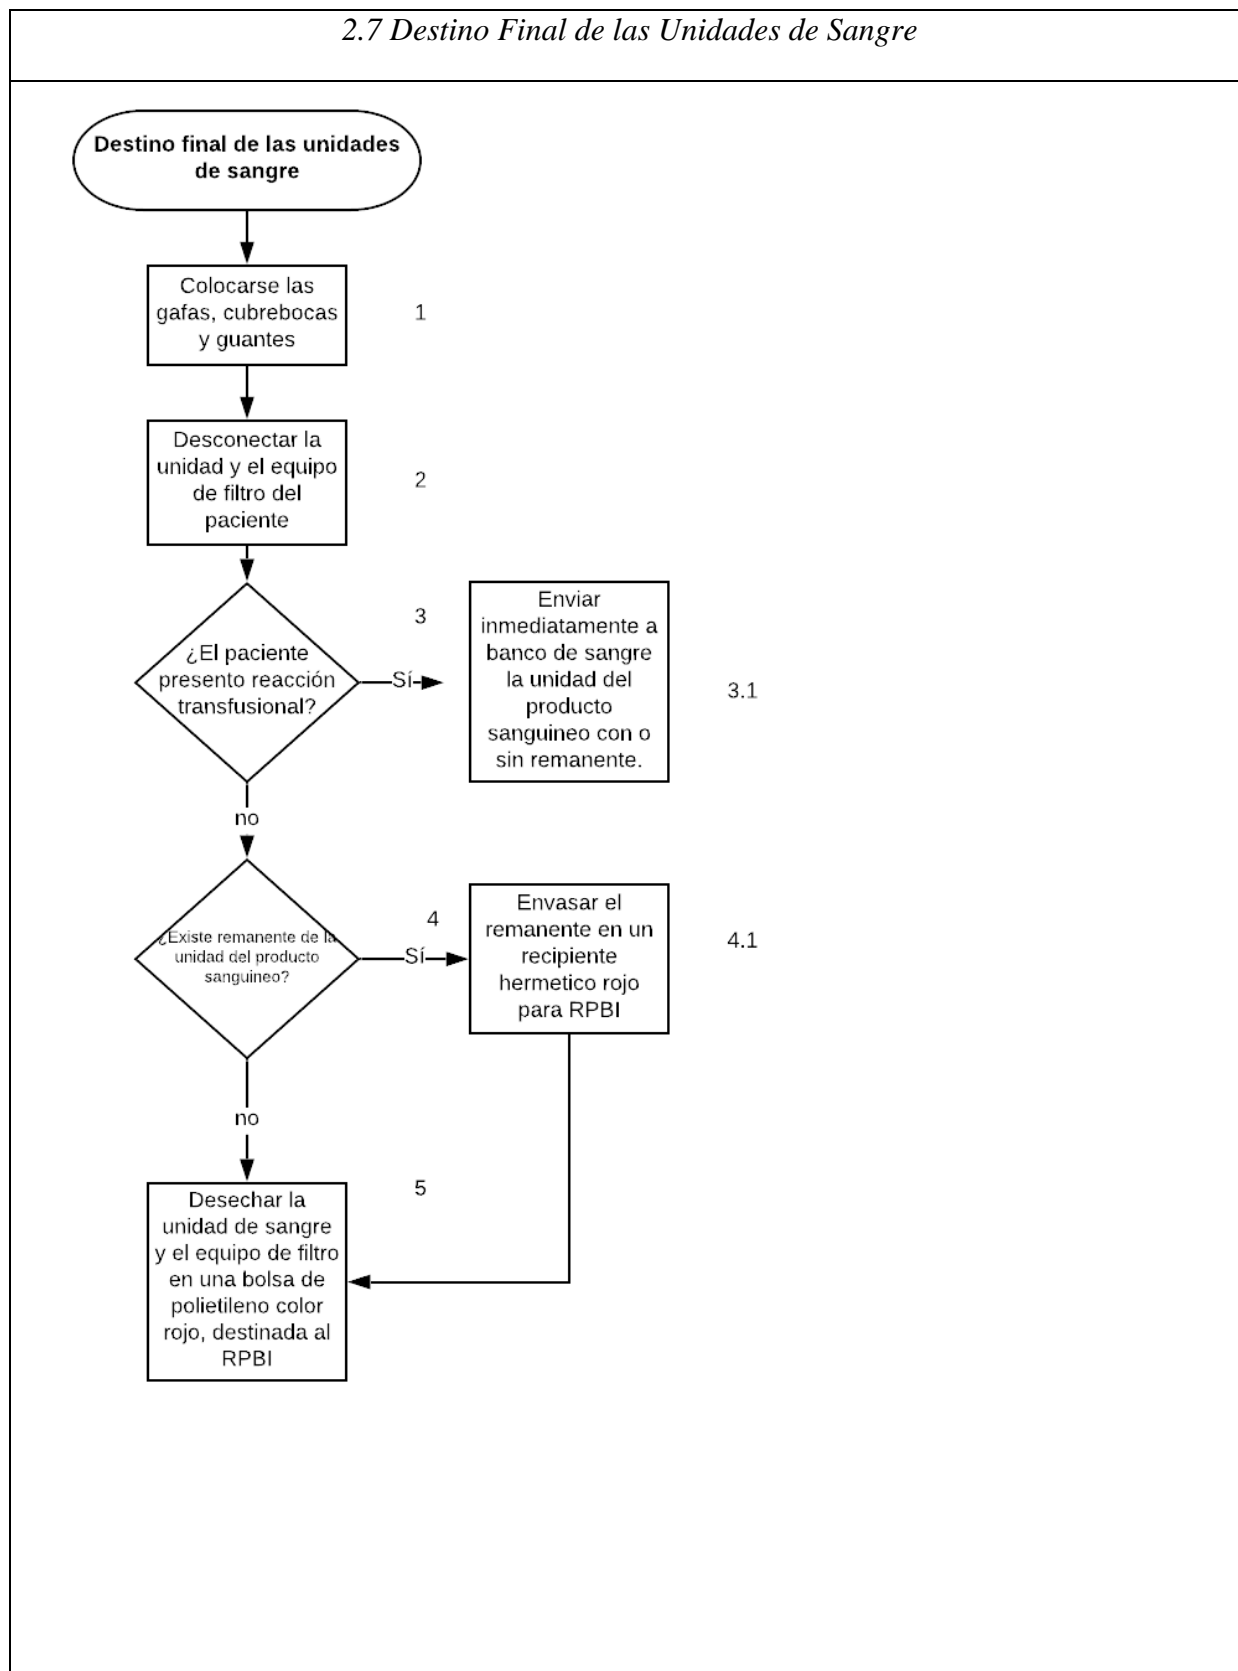 2.7 Destino Final de las Unidades de Sangre
Destino final de las unidades
de sangre
Colocarse las
gafas, cubrebocas
y guantes
1
Desconectar la
unidad y el equipo
de filtro del
paciente
2
¿El paciente
presento reacción
transfusional?
3
Sí
Enviar
inmediatamente a
banco de sangre
la unidad del
producto
sanguineo con o
sin remanente.
3.1
no
¿Existe remanente de la
unidad del producto
sanguineo?
4
Sí
Envasar el
remanente en un
recipiente
hermetico rojo
para RPBI
4.1
no
Desechar la
unidad de sangre
y el equipo de filtro
en una bolsa de
polietileno color
rojo, destinada al
RPBI
5